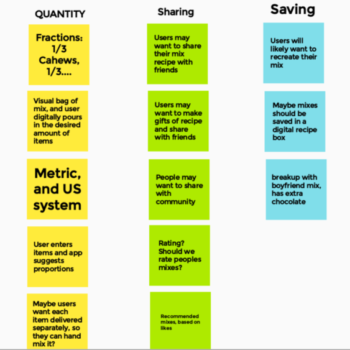 QUANTITY
Fractions:
1/3
Cahews,
1/3....
Visual bag of
mix, and user
digitally pours in
the desired
amount of
items
Metric,
and US
system
User enters
items and app
suggests
proportions
Maybe users
want each
item delivered
separately, so
they can hand
mix it?
Sharing
Users may
want to share
their mix
recipe with
friends
Users may
want to make
gifts of recipe
and share
with friends
People may
want to share
with
community
Rating?
Should we
rate peoples
mixes?
Recommended
mixes, based on
likes
Saving
Users will
likely want to
recreate their
mix
Maybe mixes
should be
saved in a
digital recipe
box
breakup with
boyfriend mix,
has extra
chocolate